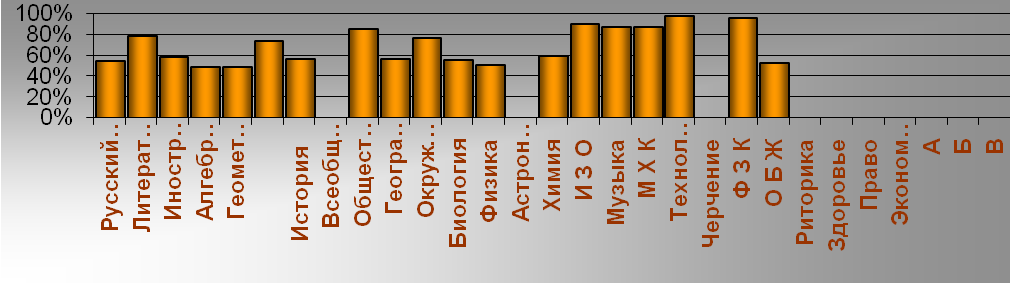 100%
80%
60%
40%
20%
0%
Русский…
Литерат…
Иностр…
Алгебр…
Геомет…
История
Всеобщ…
Общест…
Геогра…
Окруж…
Биология
Физика
Астрон…
Химия
И З О
Музыка
М Х К
Технол…
Черчение
Ф З К
О Б Ж
Риторика
Здоровье
Право
Эконом…
А
Б
В